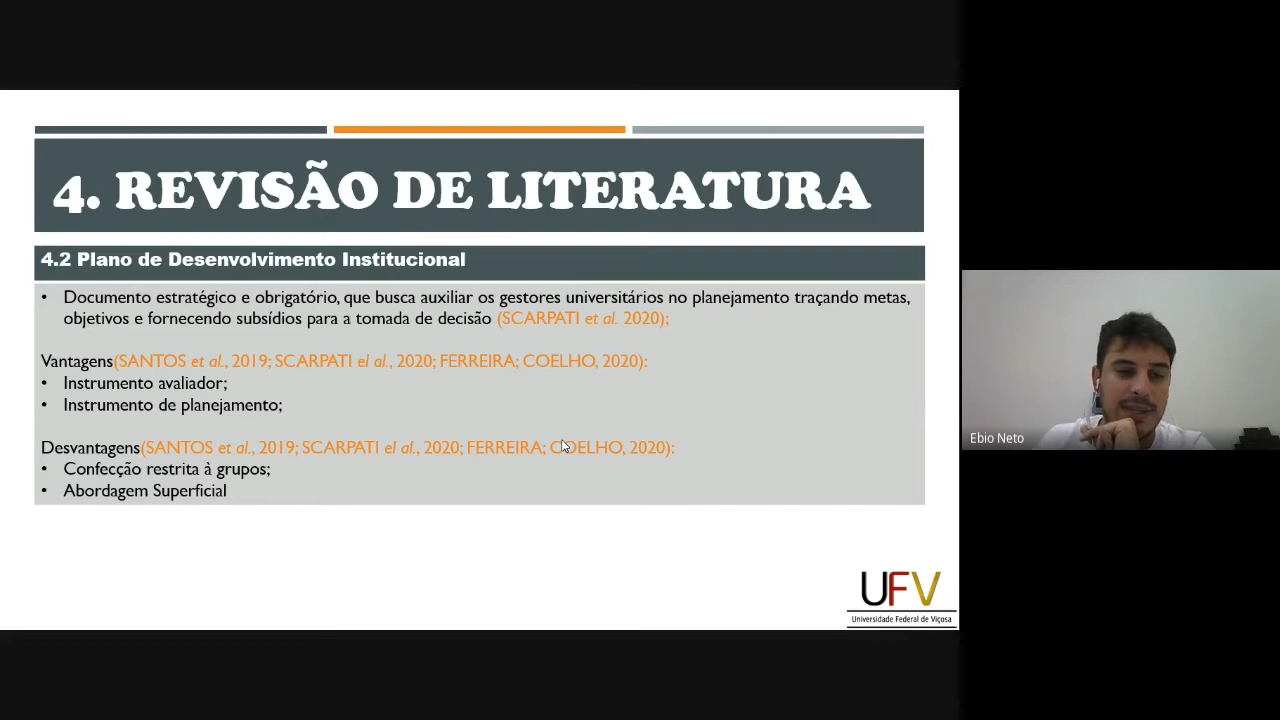 4. REVISÃO DE LITERATURA
4.2 Plano de Desenvolvimento Institucional
• Documento estratégico e obrigatório, que busca auxiliar os gestores universitários no planejamento traçando metas,
objetivos e fornecendo subsídios para a tomada de decisão (SCARPATI et al. 2020);
Vantagens(SANTOS et al., 2019; SCARPATI el al., 2020; FERREIRA; COELHO, 2020):
• Instrumento avaliador;
• Instrumento de planejamento;
Desvantagens(SANTOS et al., 2019; SCARPATI el al., 2020; FERREIRA; COELHO, 2020):
• Confecção restrita à grupos;
• Abordagem Superficial
UFV
Universidade Federal de Viçosa
Ebio Neto